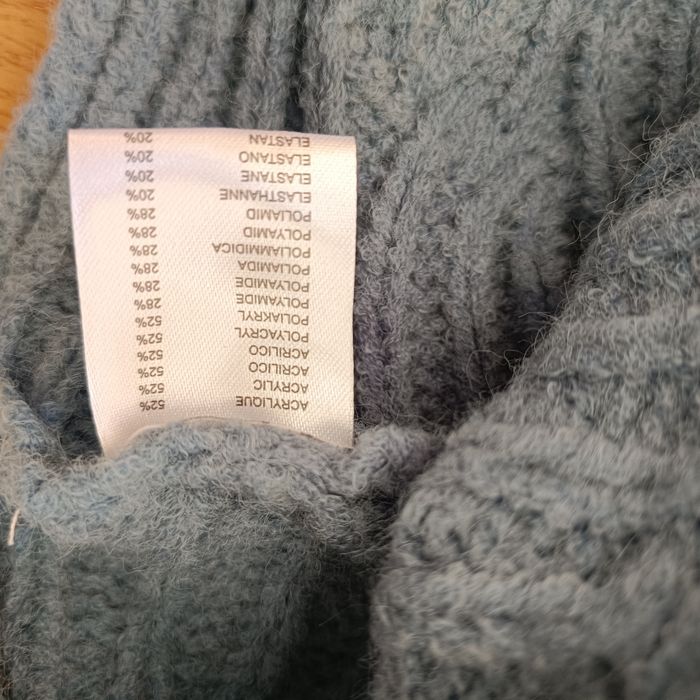 ACRYLIQUE 52%
ACRYLIC 52%
ACRILICO 52%
ACRILICO 52%
POLYACRYL 52%
POLIAKRYL 52%
POLYAMIDE 28%
POLYAMIDE 28%
POLIAMIDA 28%
POLIAMMIDICA 28%
POLYAMID 28%
POLIAMID 28%
ELASTHANNE 20%
ELASTANE 20%
ELASTANO 20%
ELASTAN 20%